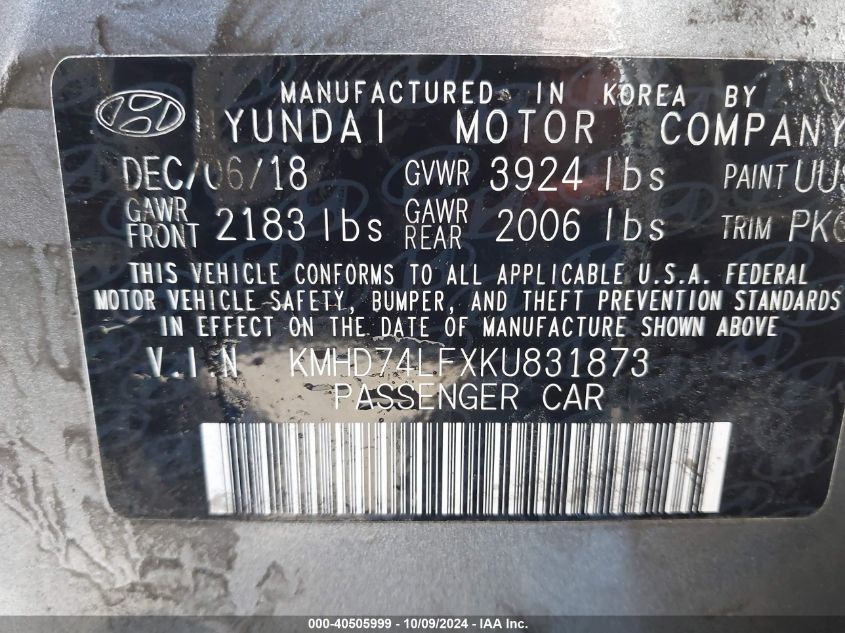 MANUFACTURED IN KOREA BY
HYUNDAI MOTOR COMPANY
DEC/06/18 GVWR 3924 lbs PAINT UU9
GAWR FRONT 2183 lbs GAWR REAR 2006 lbs TRIM PK
THIS VEHICLE CONFORMS TO ALL APPLICABLE U.S.A. FEDERAL
MOTOR VEHICLE SAFETY, BUMPER, AND THEFT PREVENTION STANDARDS
IN EFFECT ON THE DATE OF MANUFACTURE SHOWN ABOVE
V.I.N KMHD74LFXKU831873
PASSENGER CAR
000-40505999 - 10/09/2024 - IAA Inc.